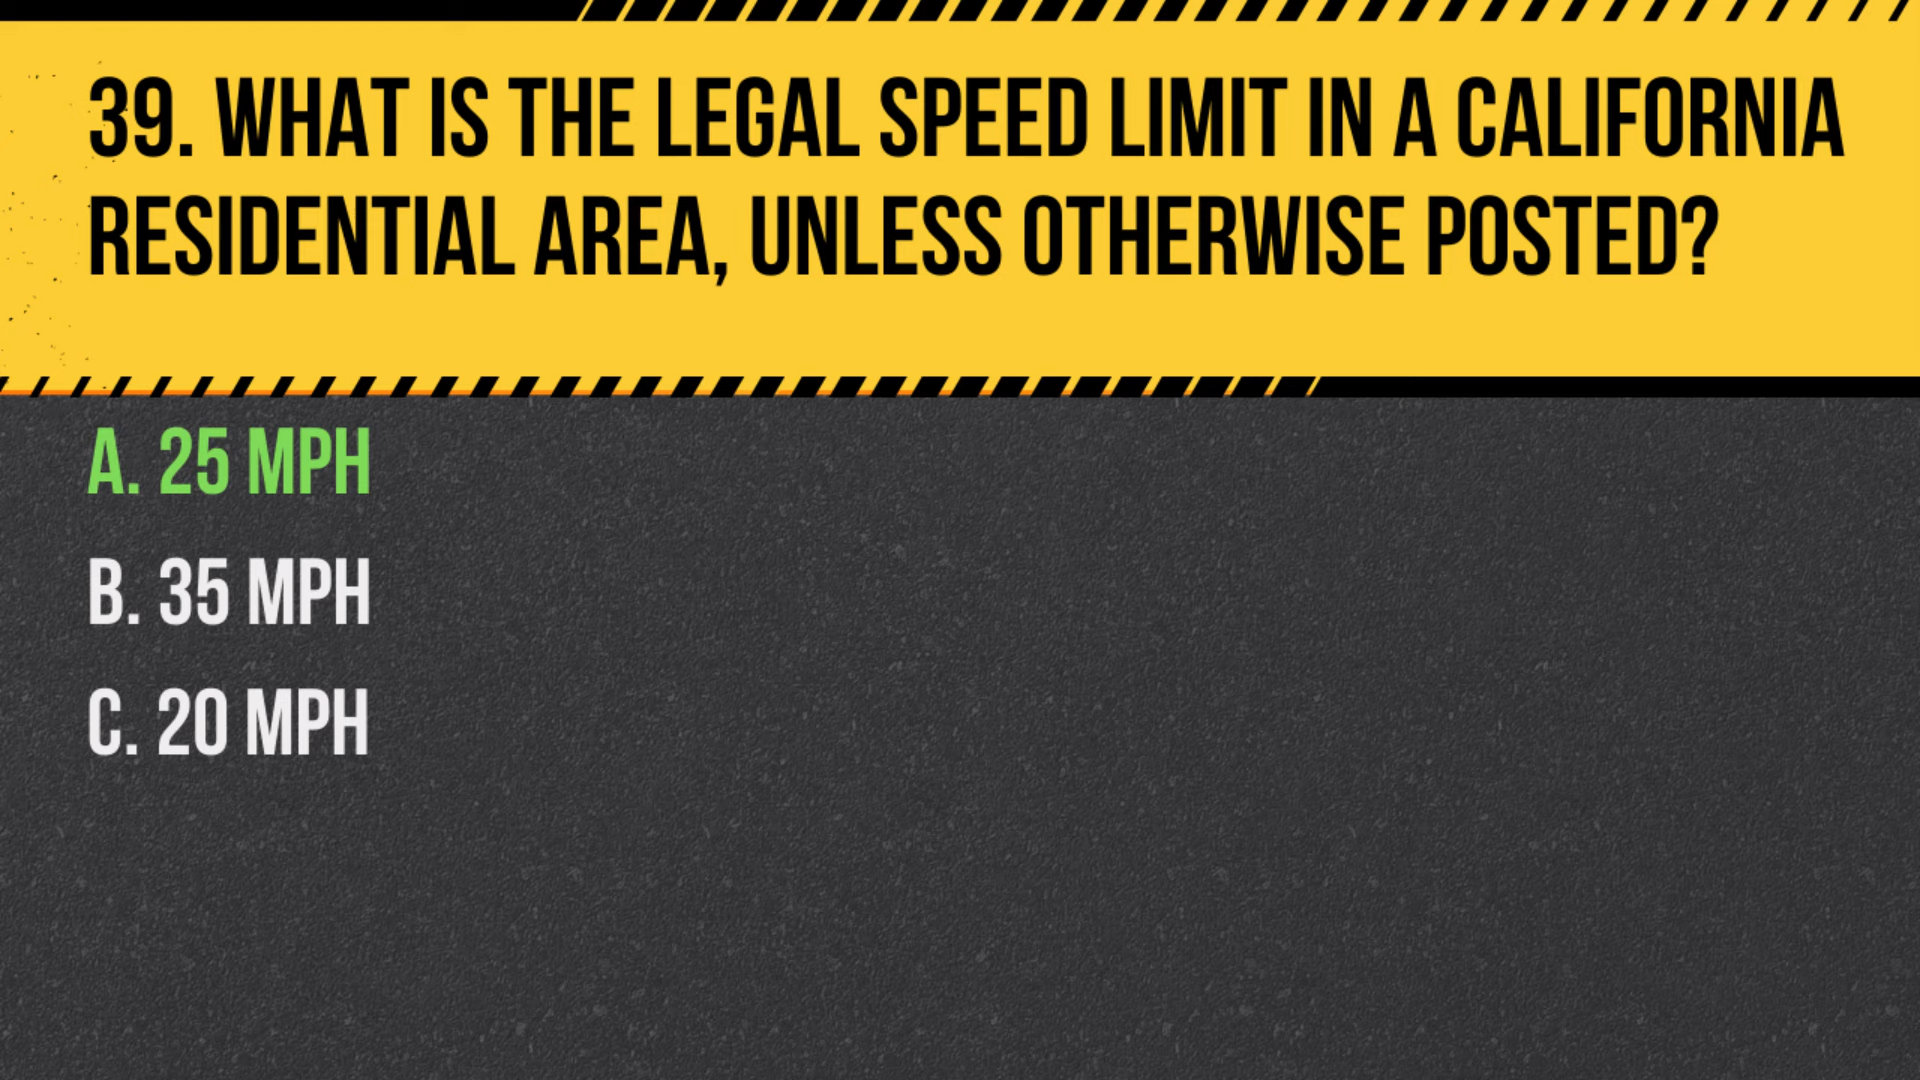 39. WHAT IS THE LEGAL SPEED LIMIT IN A CALIFORNIA
RESIDENTIAL AREA, UNLESS OTHERWISE POSTED?
A. 25 MPH
B. 35 MPH
C. 20 MPH